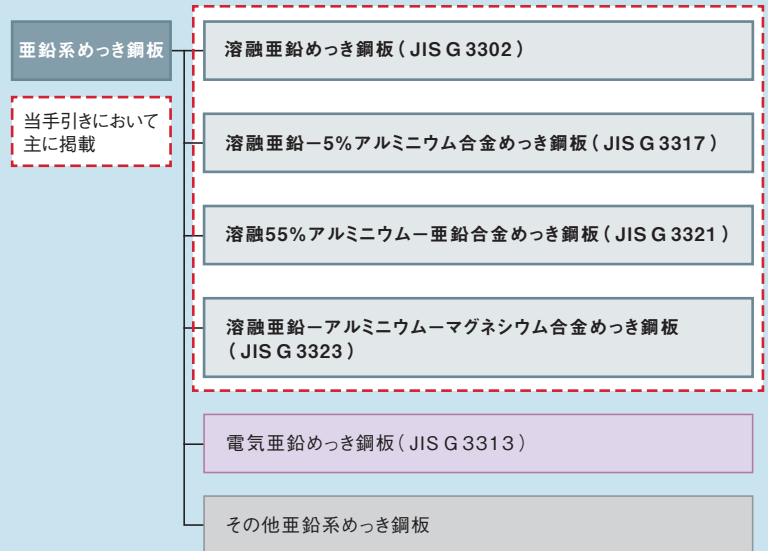 亜鉛系めっき鋼板
当手引きにおいて
主に掲載
溶融亜鉛めっき鋼板(JIS G 3302)
溶融亜鉛−5%アルミニウム合金めっき鋼板(JIS G 3317)
溶融55%アルミニウム−亜鉛合金めっき鋼板(JIS G 3321)
溶融亜鉛−アルミニウム−マグネシウム合金めっき鋼板
(JIS G 3323)
電気亜鉛めっき鋼板(JIS G 3313)
その他亜鉛系めっき鋼板